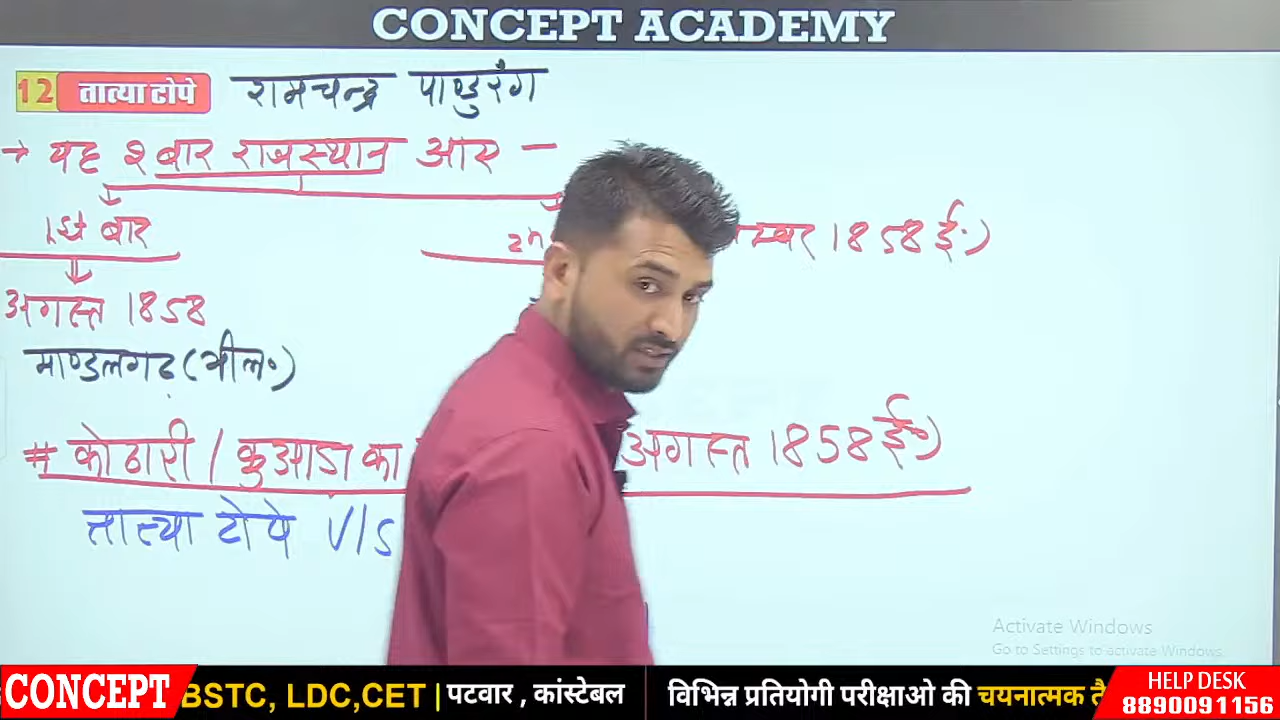 CONCEPT ACADEMY
12 तात्या टोपे रामचन्द्र पाण्डुरंग
→ यह 2 बार राजस्थान आए -
1st बार
म्बर 1858 ई॰)
अगस्त 1858
माण्डलगढ़ (भील॰)
# कोठारी / कुआडा का
अगस्त 1858 ई॰)
तात्या टोपे V/S
Activate Windows
Go to Settings to activate Windows.
CONCEPT BSTC, LDC,CET | पटवार , कांस्टेबल
विभिन्न प्रतियोगी परीक्षाओ की चयनात्मक
HELP DESK
8890091156